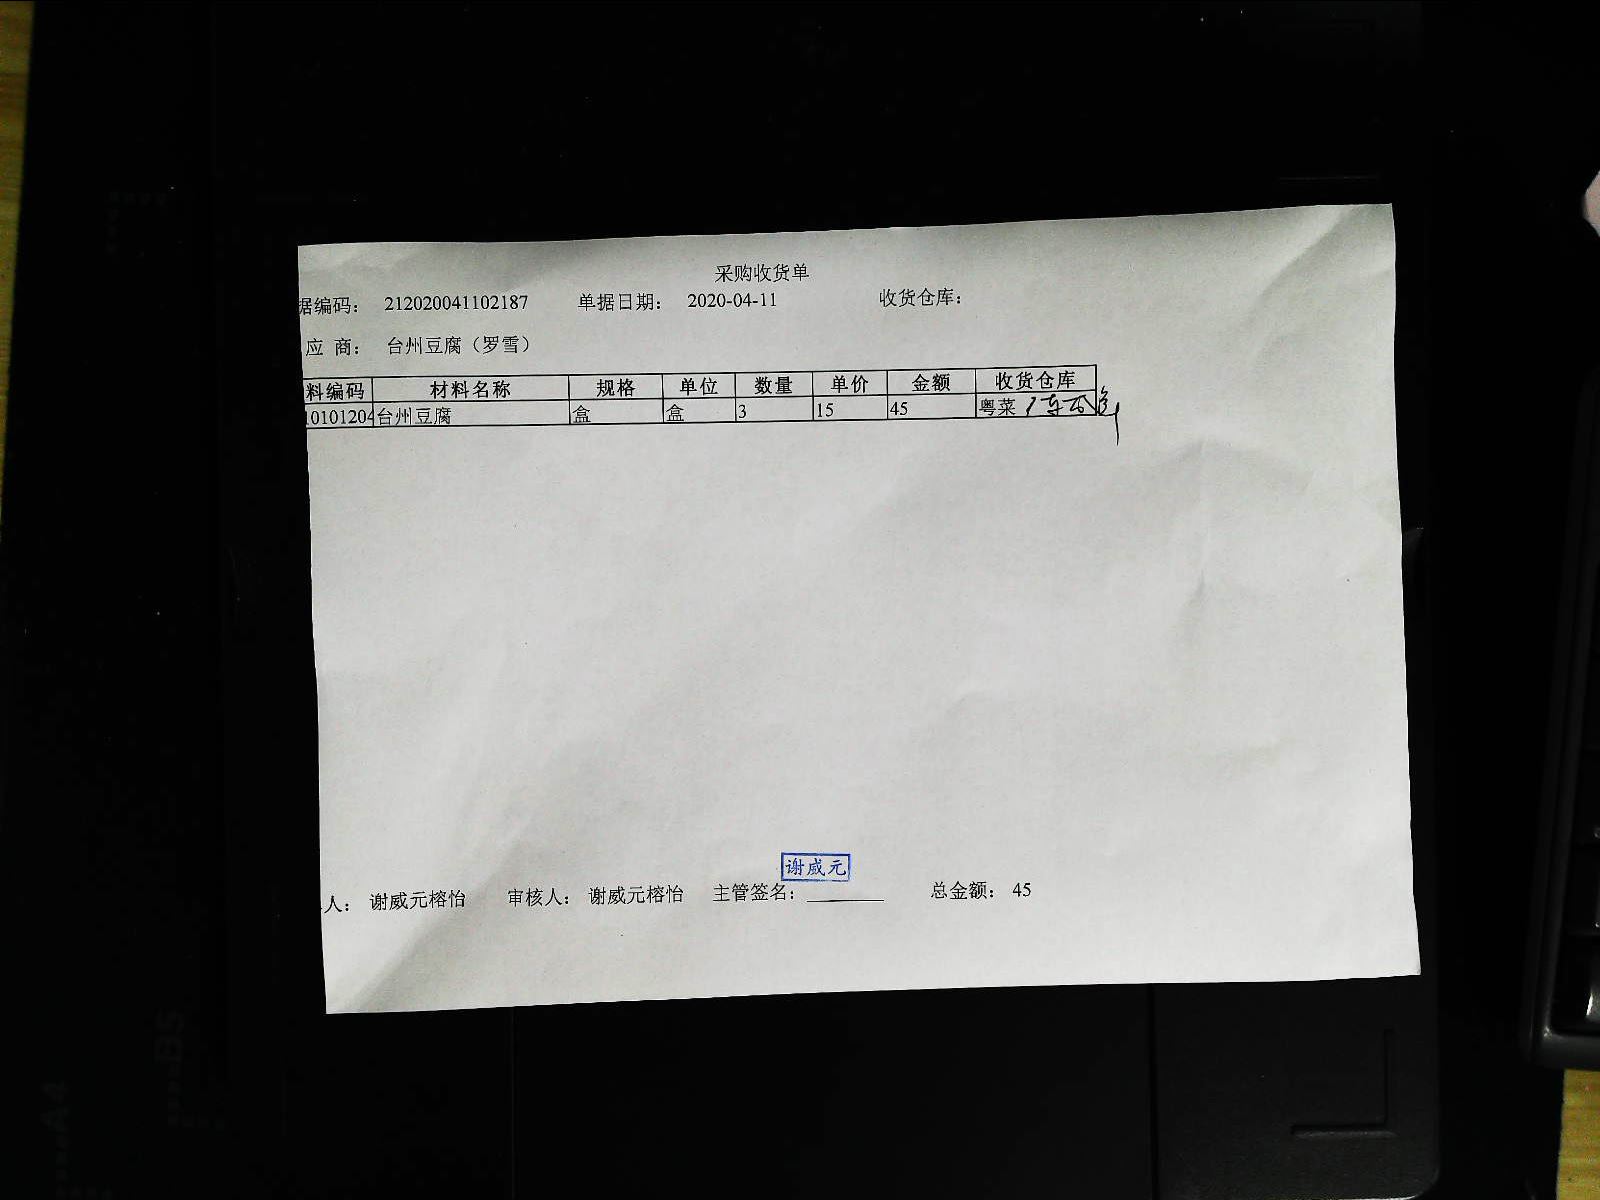 采购收货单
据编码： 212020041102187 单据日期： 2020-04-11 收货仓库：
应 商： 台州豆腐（罗雪）
料编码 材料名称 规格 单位 数量 单价 金额 收货仓库
10101204 台州豆腐 盒 盒 3 15 45 粤菜
谢威元
人： 谢威元榕怡 审核人： 谢威元榕怡 主管签名： 总金额： 45
B5
A4